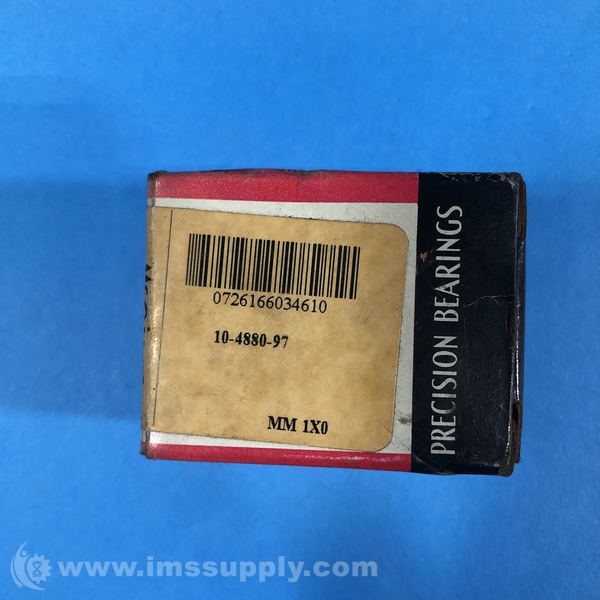 0726166034610
10-4880-97
MM 1X0
PRECISION BEARINGS
www.imssupply.com